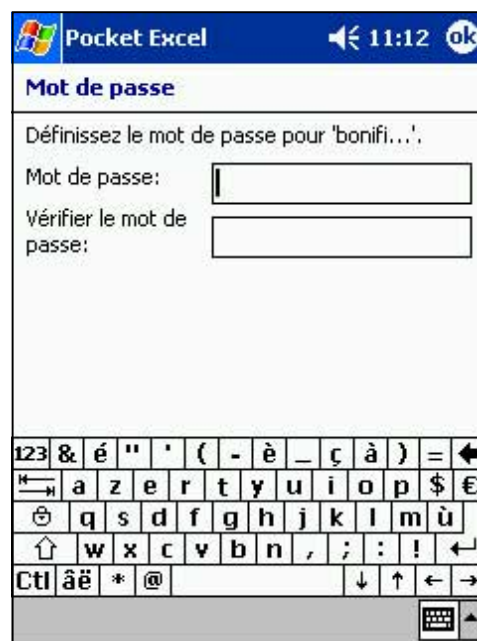 Pocket Excel 11:12 ok
Mot de passe
Définissez le mot de passe pour 'bonifi...'.
Mot de passe:
Vérifier le mot de
passe:
123 & é " ' ( - è _ ç à ) =
a z e r t y u i o p $ €
q s d f g h j k l m ù
w x c v b n , ; : !
Ctl âë * @ ↓ ↑ ← →